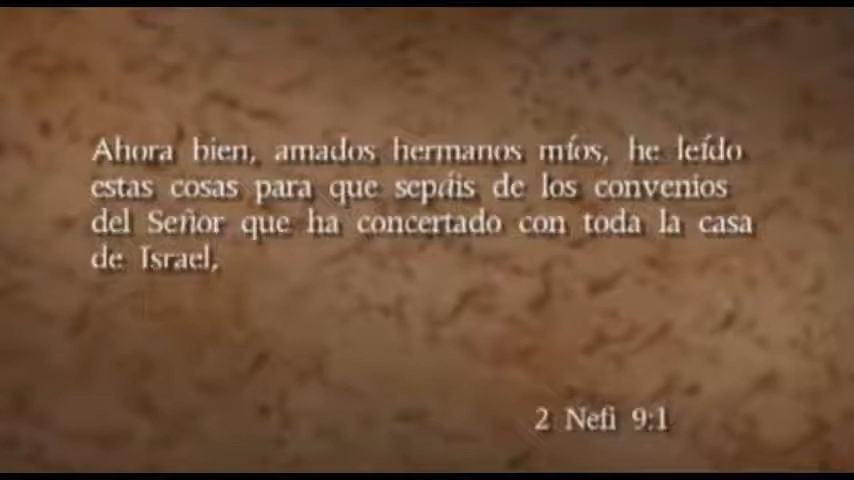 Ahora bien, amados hermanos míos, he leído
estas cosas para que sepáis de los convenios
del Señor que ha concertado con toda la casa
de Israel,
2 Nefi 9:1